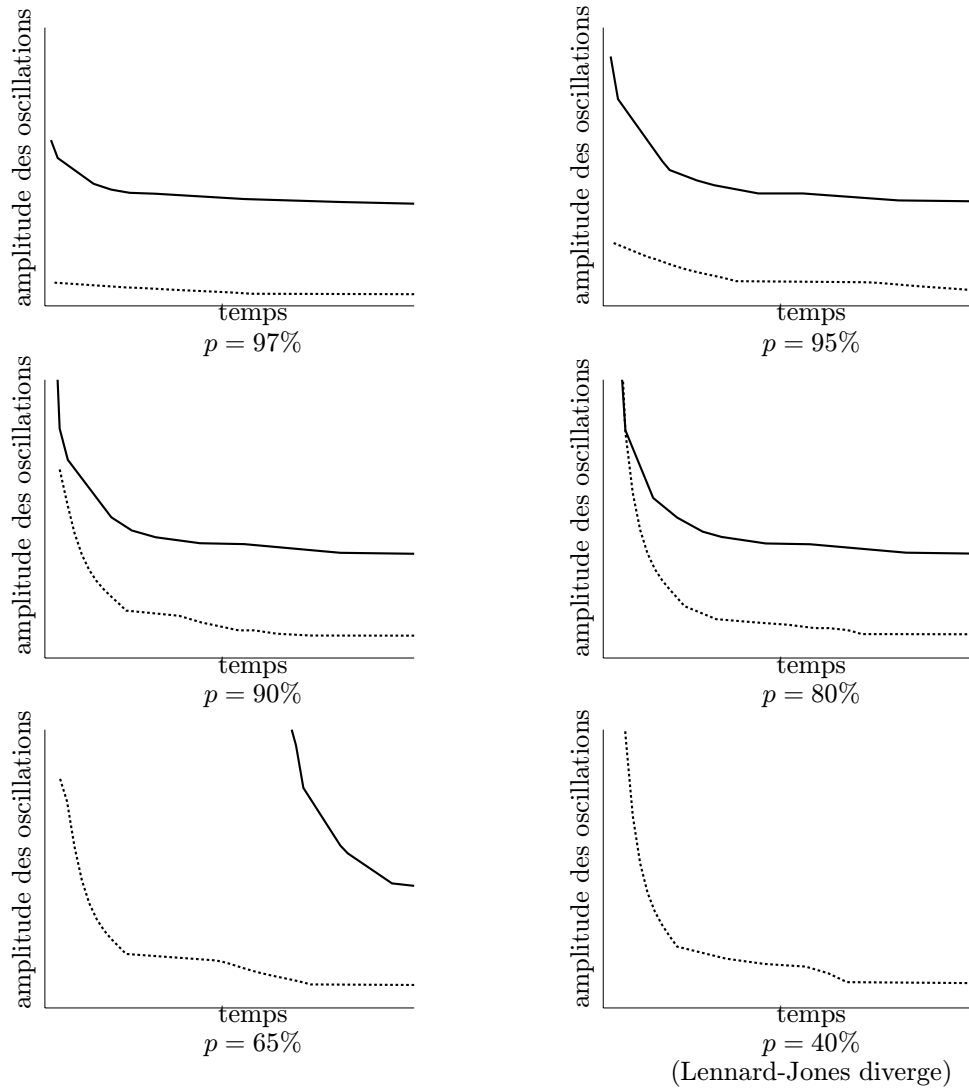 amplitude des oscillations
temps
p = 97%
amplitude des oscillations
temps
p = 95%
amplitude des oscillations
temps
p = 90%
amplitude des oscillations
temps
p = 80%
amplitude des oscillations
temps
p = 65%
amplitude des oscillations
temps
p = 40%
(Lennard-Jones diverge)